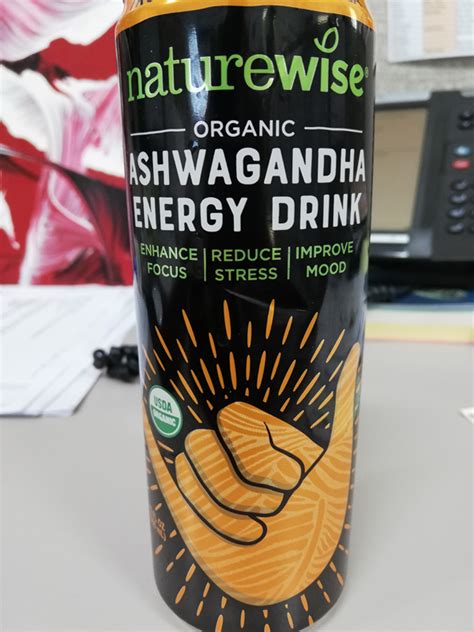 naturewise®
ORGANIC
ASHWAGANDHA
ENERGY DRINK
ENHANCE FOCUS | REDUCE STRESS | IMPROVE MOOD
USDA
ORGANIC